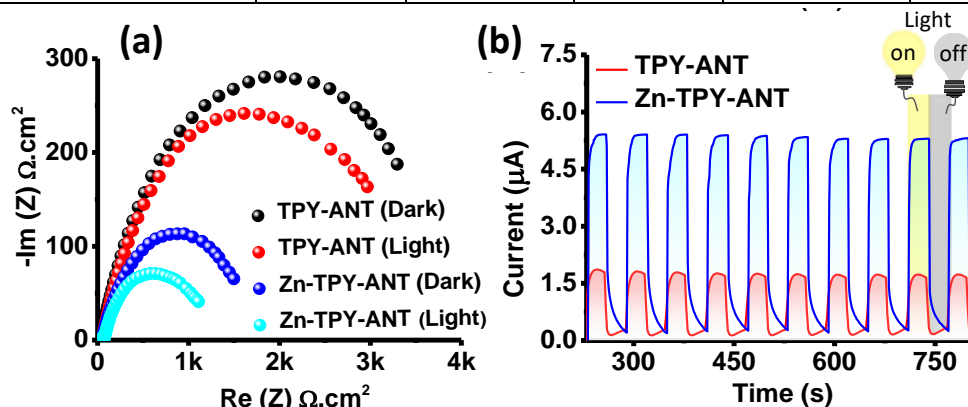 (a)
300
200
100
0
-Im (Z) Ω.cm²
TPY-ANT (Dark)
TPY-ANT (Light)
Zn-TPY-ANT (Dark)
Zn-TPY-ANT (Light)
0
1k
2k
3k
4k
Re (Z) Ω.cm²
(b)
Light
on
off
7.5
6.0
4.5
3.0
1.5
0.0
Current (μA)
TPY-ANT
Zn-TPY-ANT
300
450
600
750
Time (s)